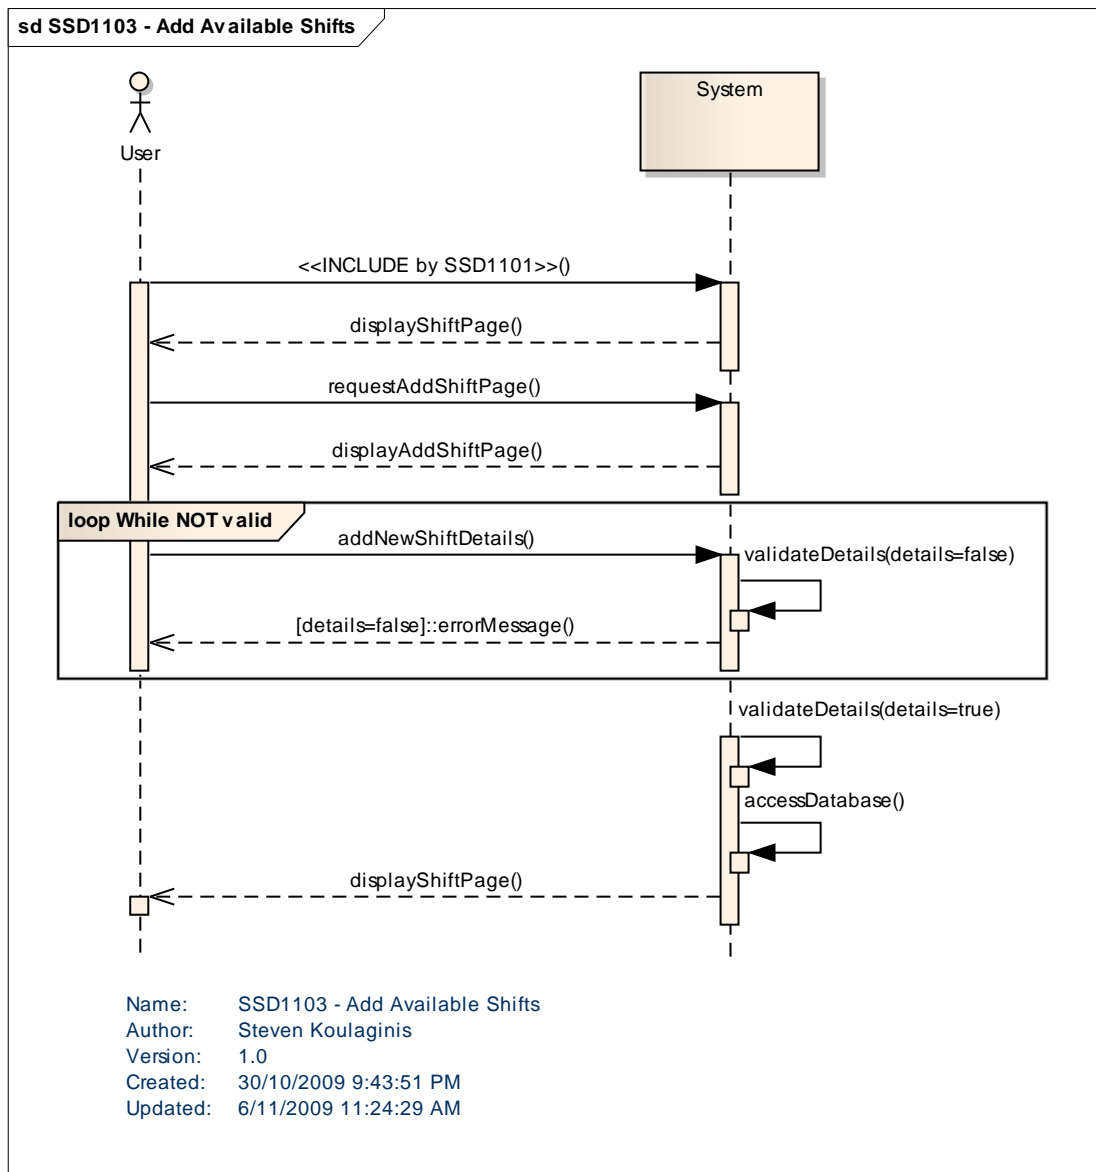 sd SSD1103 - Add Available Shifts
User
System
<<INCLUDE by SSD1101>>()
displayShiftPage()
requestAddShiftPage()
displayAddShiftPage()
loop While NOT valid
addNewShiftDetails()
validateDetails(details=false)
[details=false]::errorMessage()
validateDetails(details=true)
accessDatabase()
displayShiftPage()
Name: SSD1103 - Add Available Shifts
Author: Steven Koulaginis
Version: 1.0
Created: 30/10/2009 9:43:51 PM
Updated: 6/11/2009 11:24:29 AM